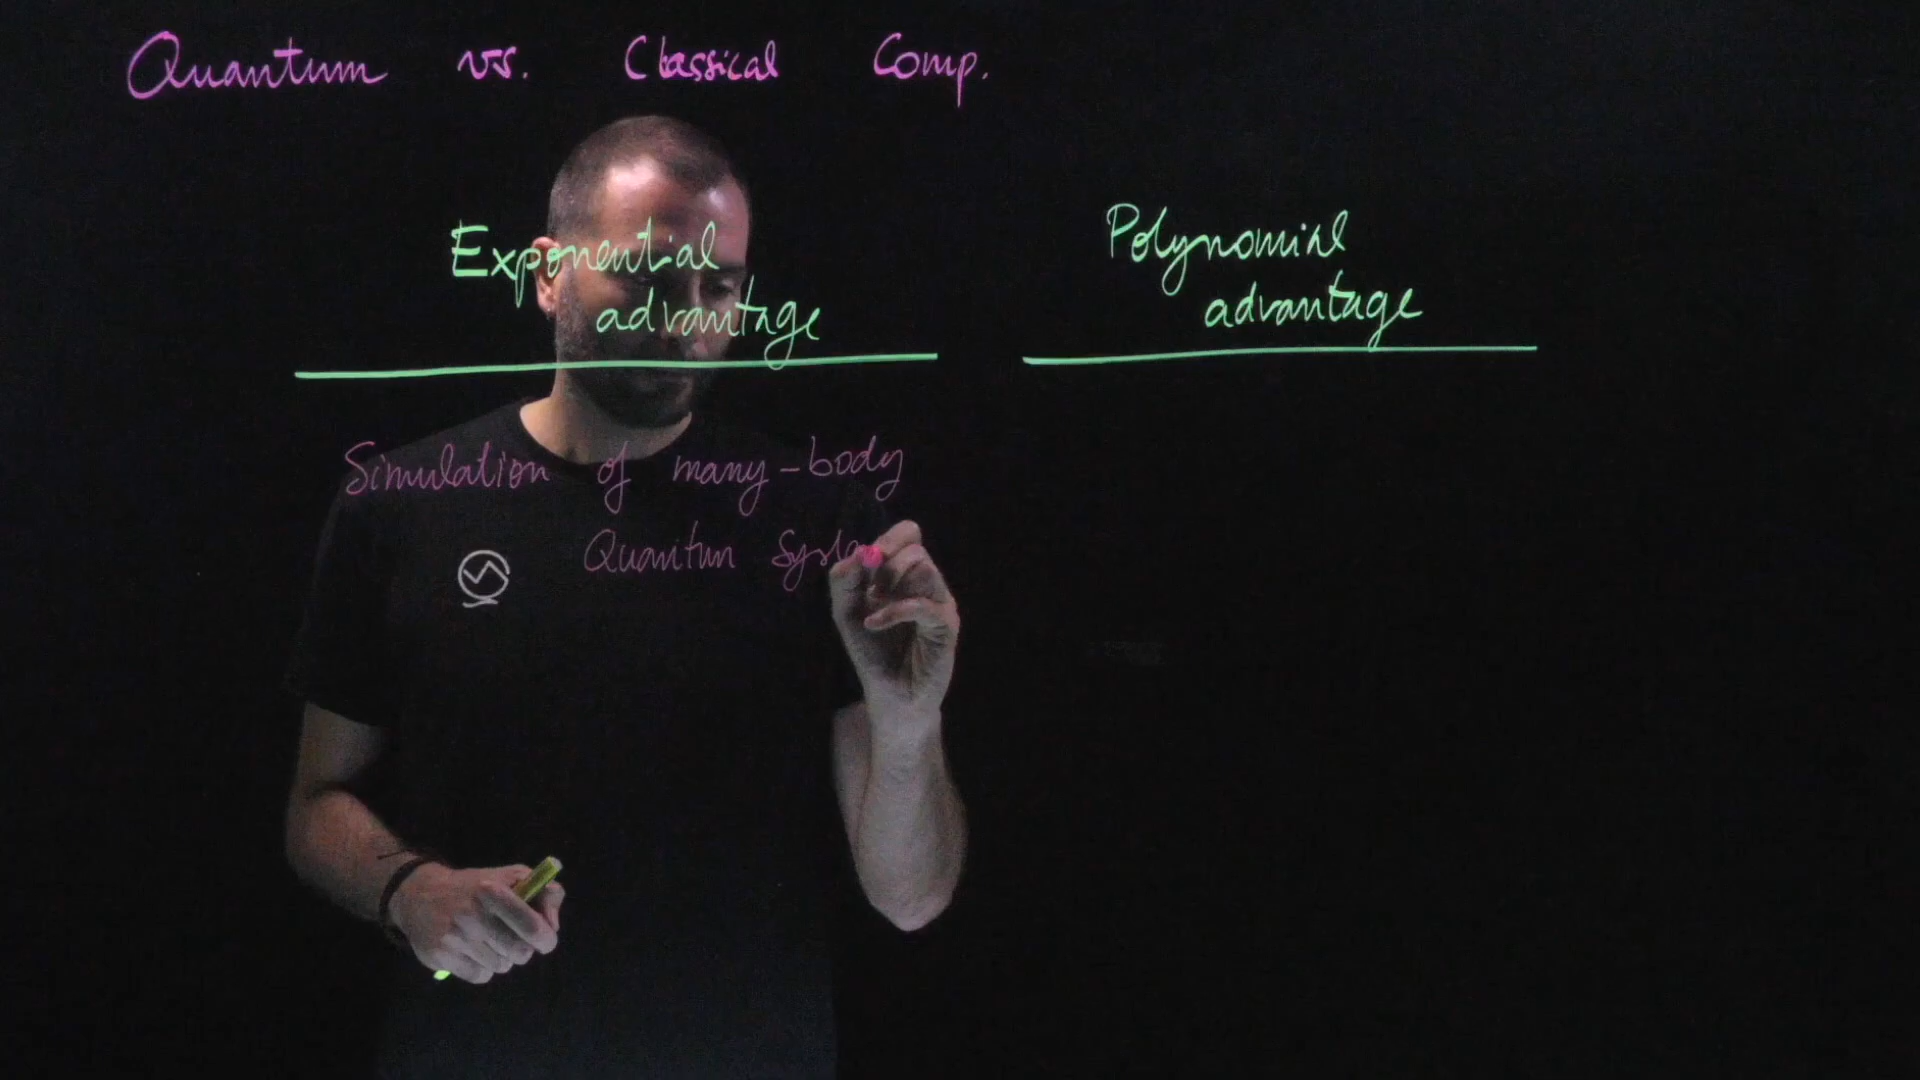 Quantum vs. Classical Comp.
Exponential
advantage
Polynomial
advantage
Simulation of many-body
Quantum